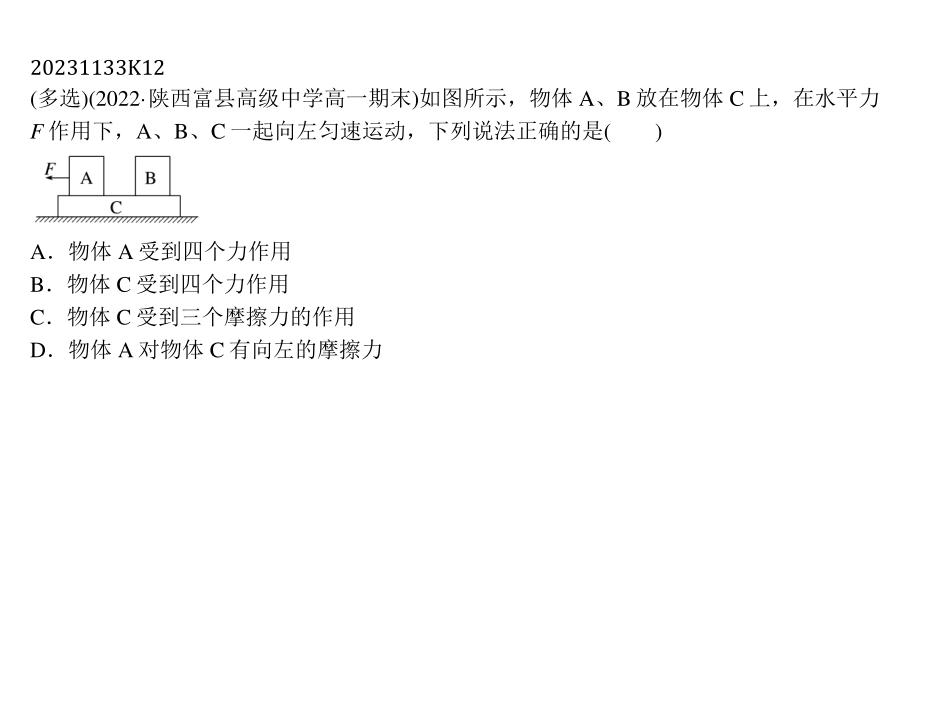 20231133K12
(多选)(2022·陕西富县高级中学高一期末)如图所示，物体 A、B 放在物体 C 上，在水平力
F 作用下，A、B、C 一起向左匀速运动，下列说法正确的是(　　)
F
A
B
C
A．物体 A 受到四个力作用
B．物体 C 受到四个力作用
C．物体 C 受到三个摩擦力的作用
D．物体 A 对物体 C 有向左的摩擦力